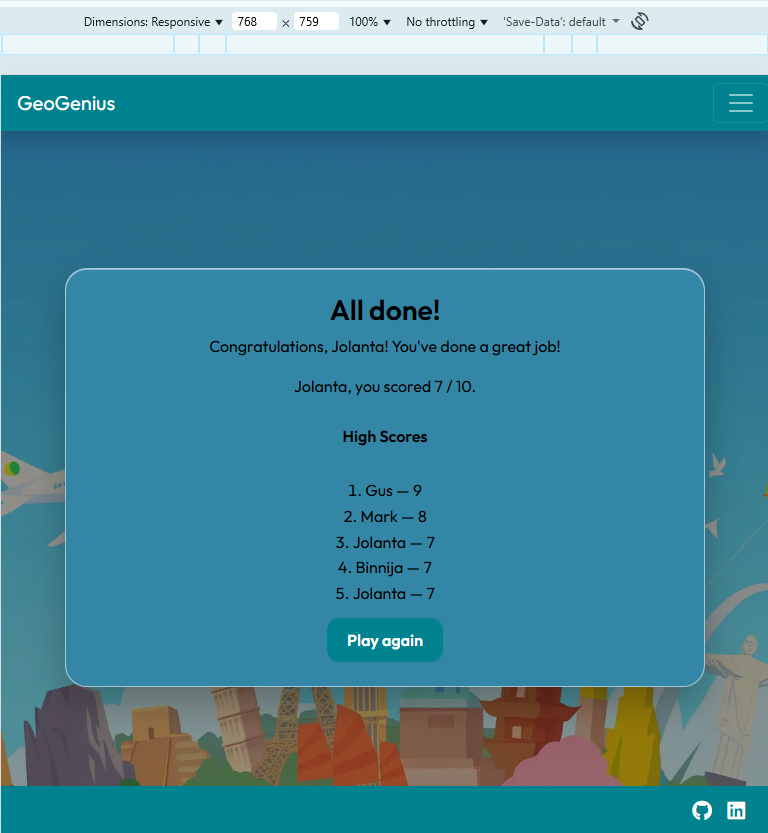 Dimensions: Responsive 768 × 759 100% No throttling 'Save-Data': default
GeoGenius
All done!
Congratulations, Jolanta! You've done a great job!
Jolanta, you scored 7 / 10.
High Scores
1. Gus — 9
2. Mark — 8
3. Jolanta — 7
4. Binnija — 7
5. Jolanta — 7
Play again
in